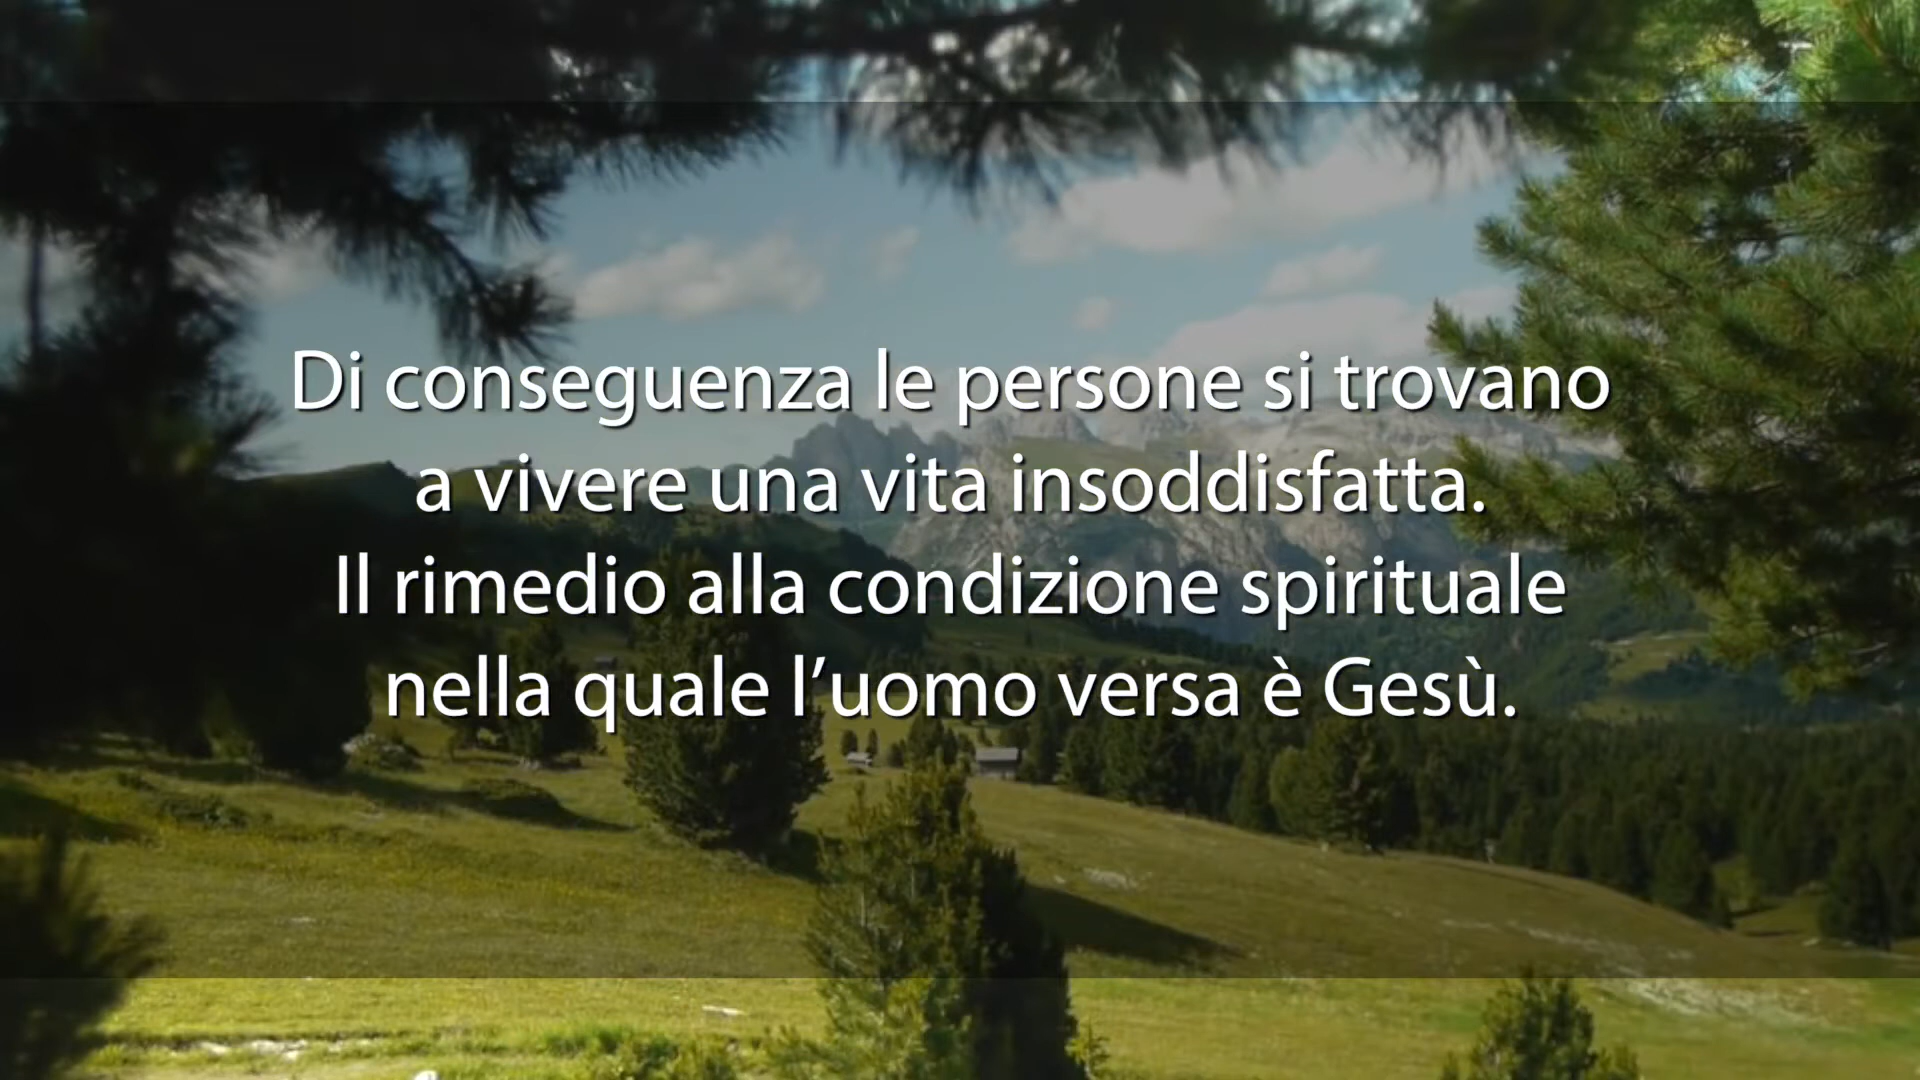 Di conseguenza le persone si trovano
a vivere una vita insoddisfatta.
Il rimedio alla condizione spirituale
nella quale l’uomo versa è Gesù.